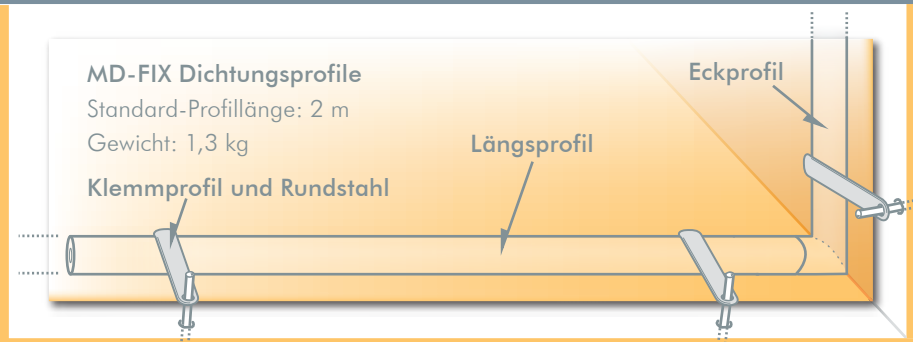 MD-FIX Dichtungsprofile
Standard-Profillänge: 2 m
Gewicht: 1,3 kg
Klemmprofil und Rundstahl
Längsprofil
Eckprofil